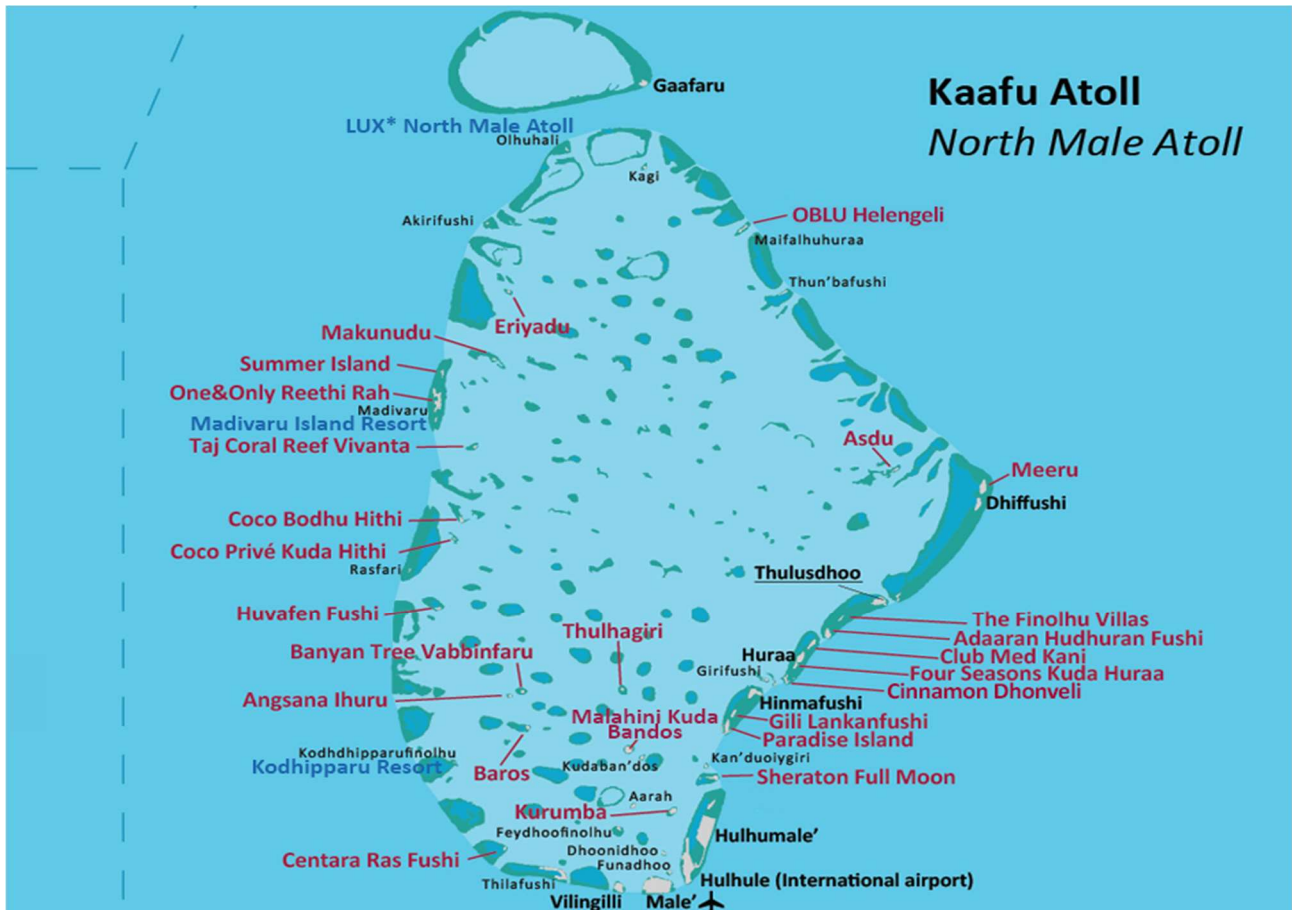 Kaafu Atoll
North Male Atoll
Gaafaru
LUX* North Male Atoll
Olhuhali
Kagi
Akirifushi
OBLU Helengeli
Maifalhuhuraa
Thun'bafushi
Eriyadu
Makunudu
Summer Island
One&Only Reethi Rah
Madivaru
Madivaru Island Resort
Taj Coral Reef Vivanta
Asdu
Meeru
Dhiffushi
Coco Bodhu Hithi
Coco Privé Kuda Hithi
Rasfari
Thulusdhoo
Huvafen Fushi
The Finolhu Villas
Thulhagiri
Adaaran Hudhuran Fushi
Banyan Tree Vabbinfaru
Huraa
Club Med Kani
Girifushi
Four Seasons Kuda Huraa
Cinnamon Dhonveli
Angsana Ihuru
Hinmafushi
Malahini Kuda
Bandos
Gili Lankanfushi
Paradise Island
Kodhdhipparufinolhu
Kodhipparu Resort
Baros
Kudaban'dos
Kan'duoiygiri
Sheraton Full Moon
Aarah
Kurumba
Feydhoofinolhu
Hulhumale'
Dhoonidhoo
Centara Ras Fushi
Funadhoo
Thilafushi
Hulhule (International airport)
Vilingilli
Male'